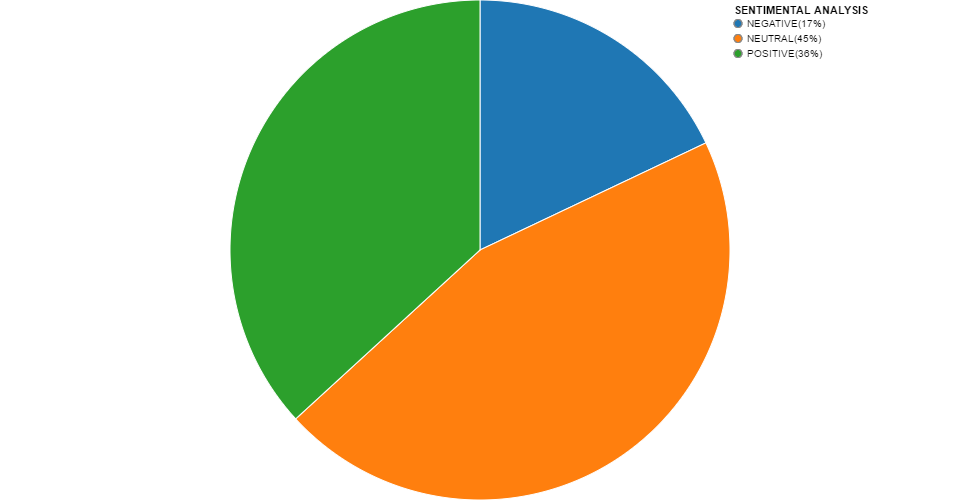 SENTIMENTAL ANALYSIS
NEGATIVE(17%)
NEUTRAL(45%)
POSITIVE(36%)